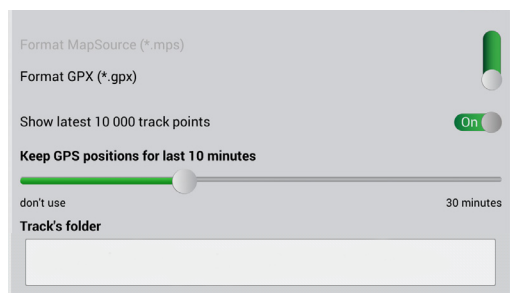 Format MapSource (*.mps)
Format GPX (*.gpx)
Show latest 10 000 track points On
Keep GPS positions for last 10 minutes
don't use 30 minutes
Track's folder